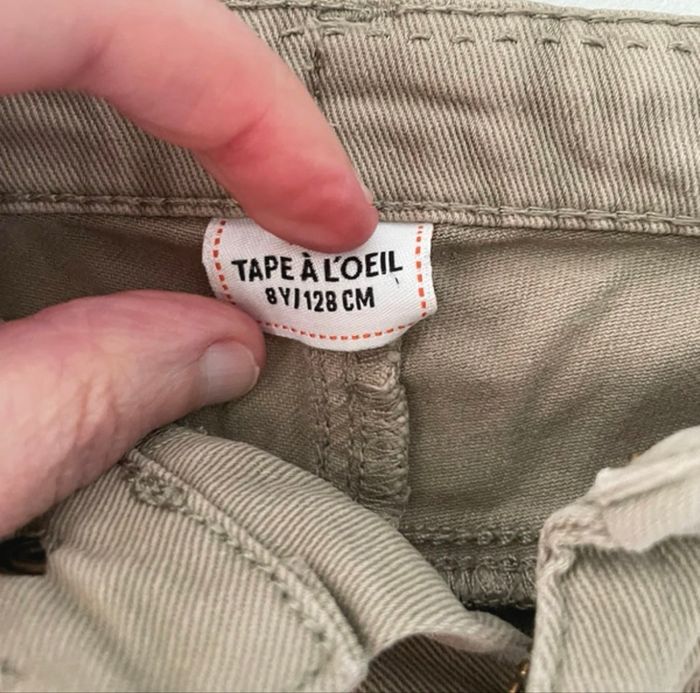 TAPE À L'OEIL
8Y/128 CM